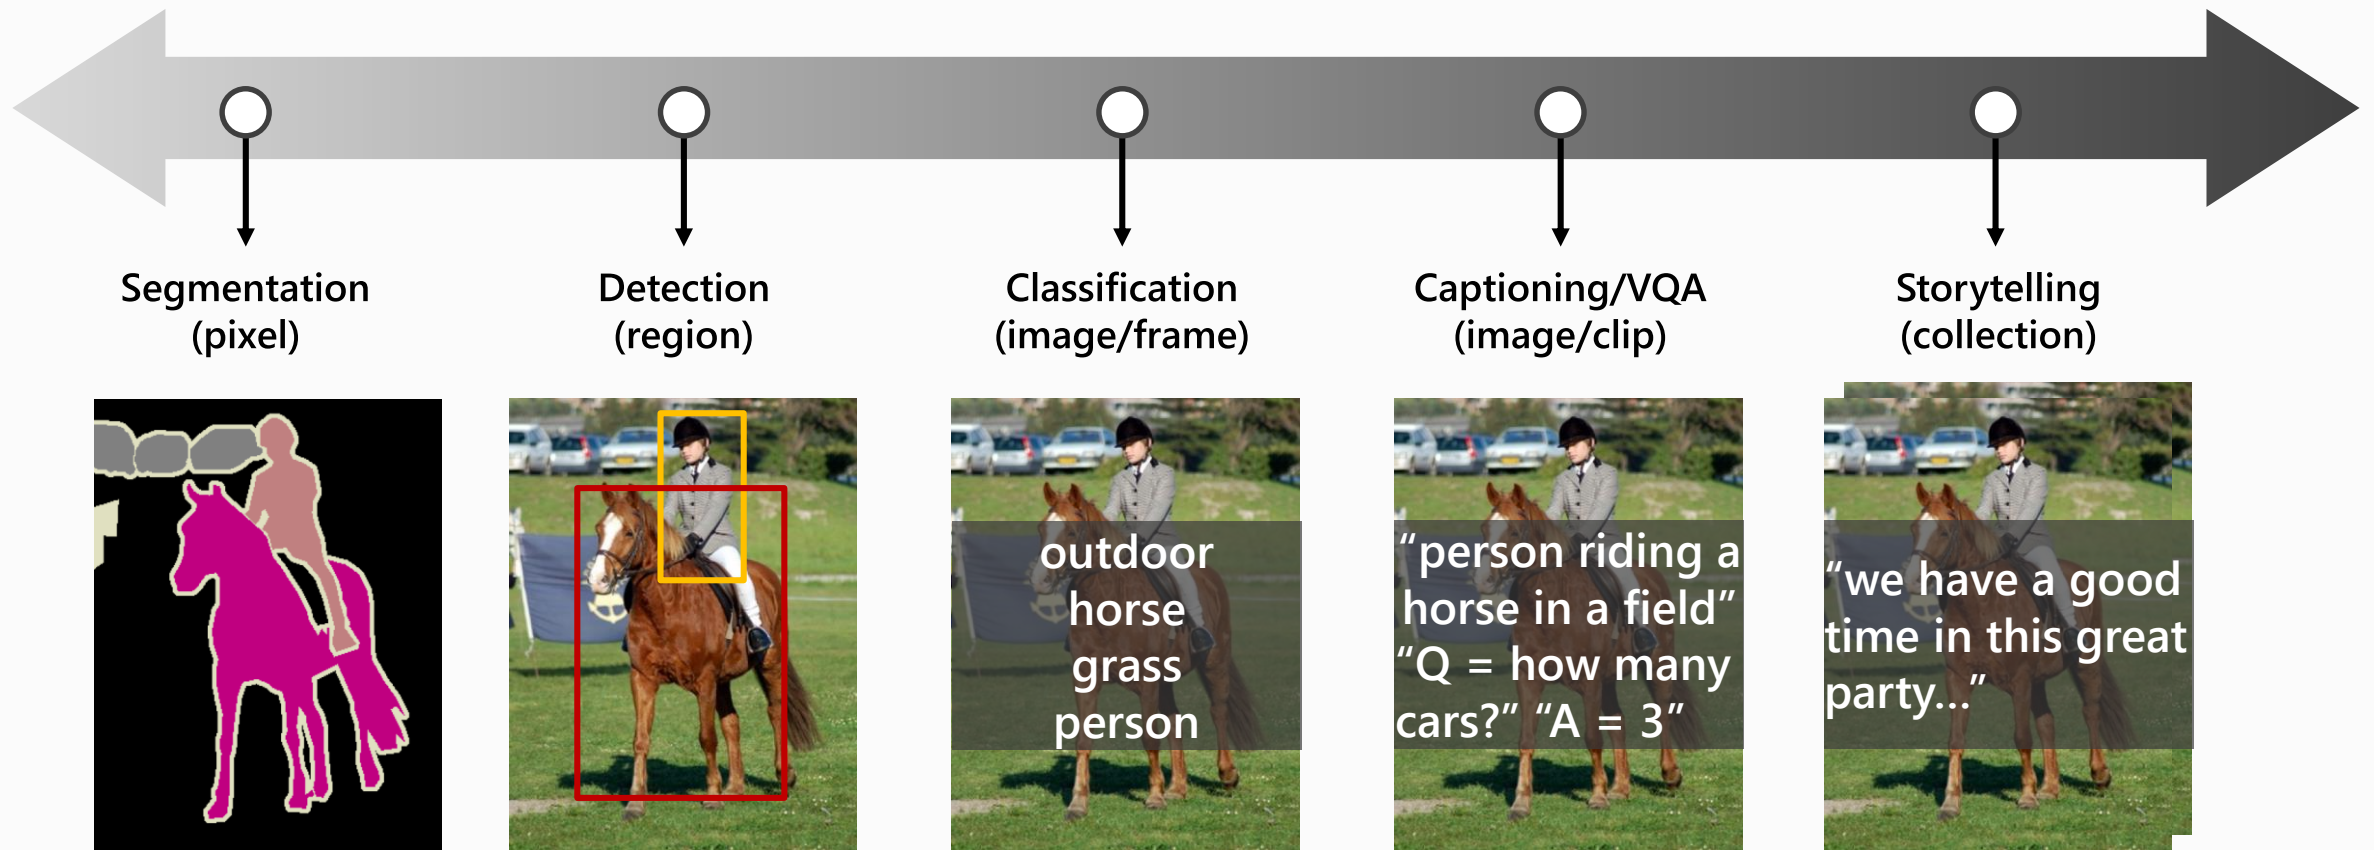 Segmentation
(pixel)
Detection
(region)
Classification
(image/frame)
Captioning/VQA
(image/clip)
Storytelling
(collection)
outdoor
horse
grass
person
“person riding a
horse in a field”
“Q = how many
cars?” “A = 3”
“we have a good
time in this great
party...”